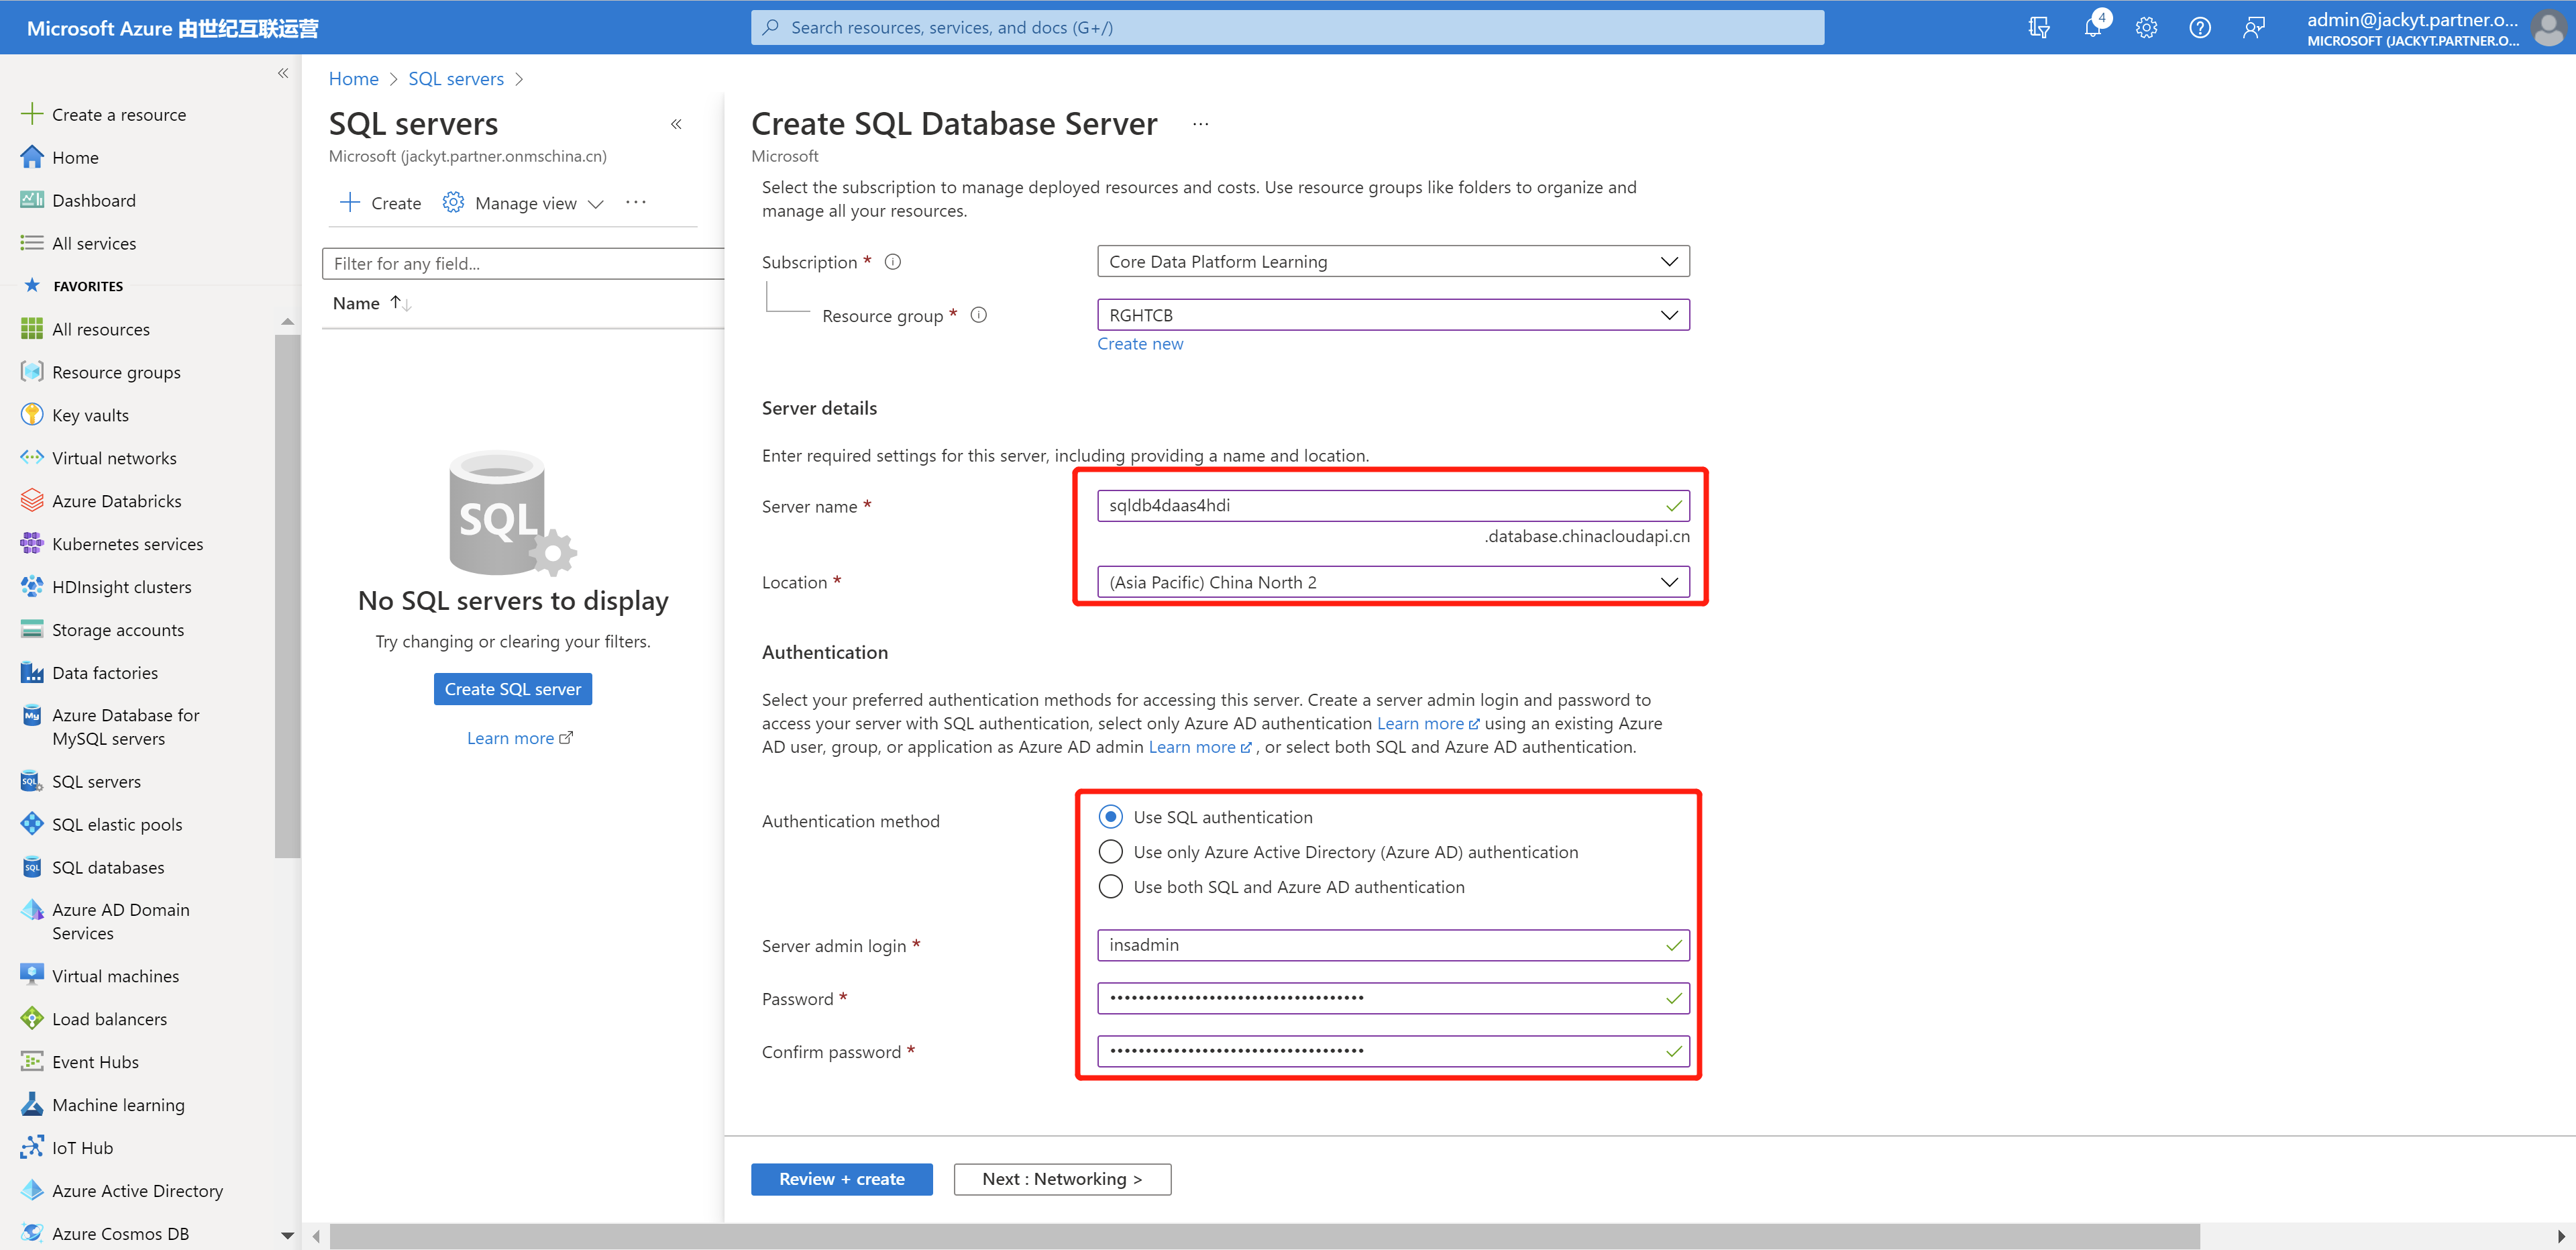 Microsoft Azure 由世纪互联运营
Search resources, services, and docs (G+/)
4
admin@jackyt.partner.o...
MICROSOFT (JACKYT.PARTNER.O...
Create a resource
Home
Dashboard
All services
FAVORITES
All resources
Resource groups
Key vaults
Virtual networks
Azure Databricks
Kubernetes services
HDInsight clusters
Storage accounts
Data factories
Azure Database for
MySQL servers
SQL servers
SQL elastic pools
SQL databases
Azure AD Domain
Services
Virtual machines
Load balancers
Event Hubs
Machine learning
IoT Hub
Azure Active Directory
Azure Cosmos DB
Home > SQL servers >
SQL servers
Microsoft (jackyt.partner.onmschina.cn)
Create
Manage view
Filter for any field...
Name
SQL
No SQL servers to display
Try changing or clearing your filters.
Create SQL server
Learn more
Create SQL Database Server ...
Microsoft
Select the subscription to manage deployed resources and costs. Use resource groups like folders to organize and
manage all your resources.
Subscription *
Core Data Platform Learning
Resource group *
RGHTCB
Create new
Server details
Enter required settings for this server, including providing a name and location.
Server name *
sqldb4daas4hdi
.database.chinacloudapi.cn
Location *
(Asia Pacific) China North 2
Authentication
Select your preferred authentication methods for accessing this server. Create a server admin login and password to
access your server with SQL authentication, select only Azure AD authentication Learn more using an existing Azure
AD user, group, or application as Azure AD admin Learn more , or select both SQL and Azure AD authentication.
Authentication method
Use SQL authentication
Use only Azure Active Directory (Azure AD) authentication
Use both SQL and Azure AD authentication
Server admin login *
insadmin
Password *
Confirm password *
Review + create
Next : Networking >